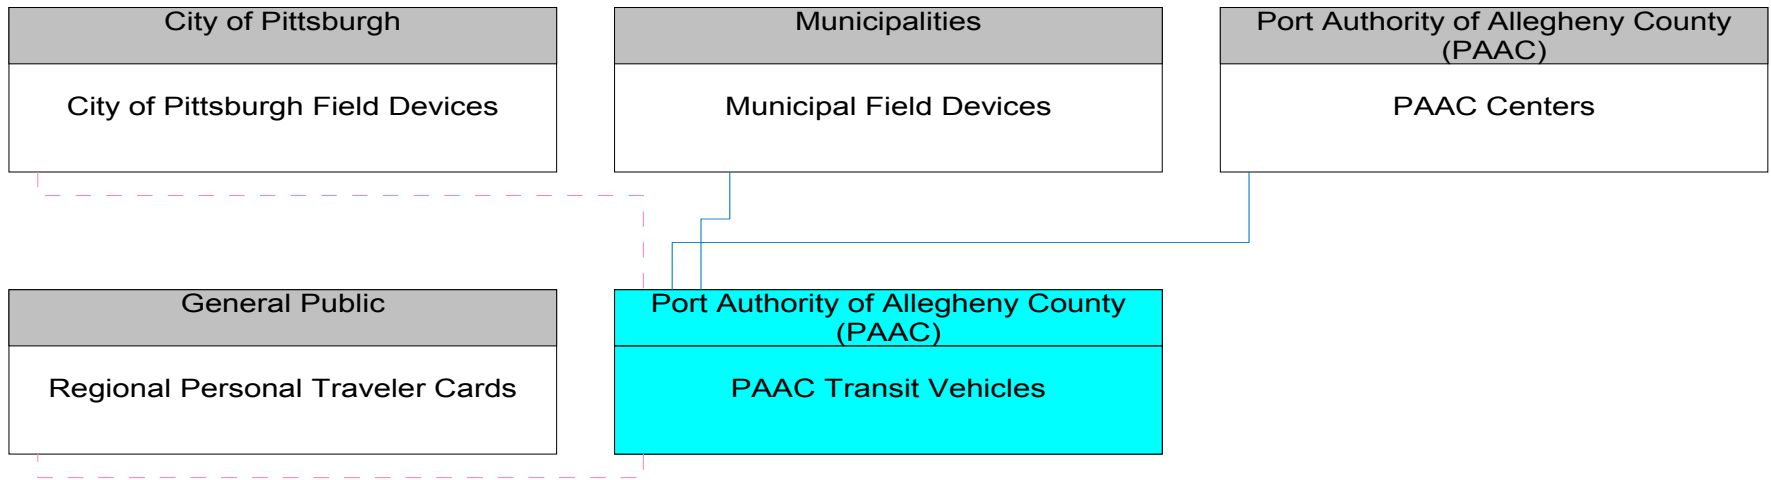 City of Pittsburgh
City of Pittsburgh Field Devices
Municipalities
Municipal Field Devices
Port Authority of Allegheny County
(PAAC)
PAAC Centers
General Public
Regional Personal Traveler Cards
Port Authority of Allegheny County
(PAAC)
PAAC Transit Vehicles